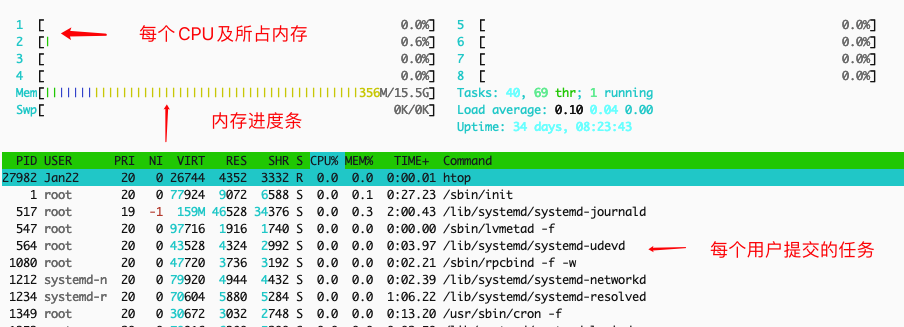 1 [ 0.0%] 5 [ 0.0%]
每个CPU及所占内存
2 [| 0.6%] 6 [ 0.0%]
3 [ 0.0%] 7 [ 0.0%]
4 [ 0.0%] 8 [ 0.0%]
Mem[||||||||||||||||||||||||||||||||||||||||356M/15.5G] Tasks: 40, 69 thr; 1 running
Swp[ 0K/0K] Load average: 0.10 0.04 0.00
内存进度条
Uptime: 34 days, 08:23:43
PID USER PRI NI VIRT RES SHR S CPU% MEM% TIME+ Command
27982 Jan22 20 0 26744 4352 3332 R 0.0 0.0 0:00.01 htop
1 root 20 0 77924 9072 6588 S 0.0 0.1 0:27.23 /sbin/init
517 root 19 -1 159M 46528 34376 S 0.0 0.3 2:00.43 /lib/systemd/systemd-journald
547 root 20 0 97716 1916 1740 S 0.0 0.0 0:00.00 /sbin/lvmetad -f
564 root 20 0 43528 4324 2992 S 0.0 0.0 0:03.97 /lib/systemd/systemd-udevd
每个用户提交的任务
1080 root 20 0 47720 3736 3192 S 0.0 0.0 0:02.21 /sbin/rpcbind -f -w
1212 systemd-n 20 0 79920 4944 4432 S 0.0 0.0 0:02.39 /lib/systemd/systemd-networkd
1234 systemd-r 20 0 70604 5880 5284 S 0.0 0.0 1:06.22 /lib/systemd/systemd-resolved
1349 root 20 0 30672 3032 2748 S 0.0 0.0 0:13.20 /usr/sbin/cron -f